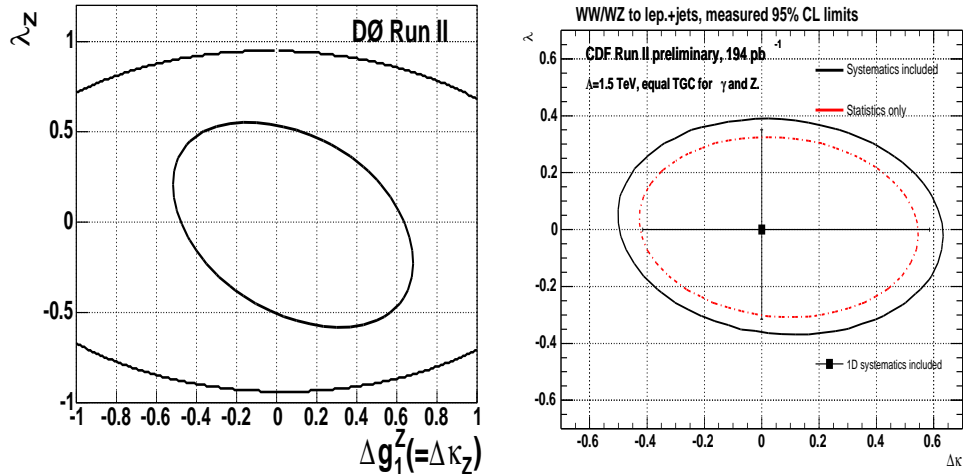 DØ Run II
λZ
1
0.5
0
-0.5
-1
-1 -0.8 -0.6 -0.4 -0.2 0 0.2 0.4 0.6 0.8 1
Δg1Z(=ΔκZ)
WW/WZ to lep.+jets, measured 95% CL limits
λ
CDF Run II preliminary, 194 pb-1
Λ=1.5 TeV, equal TGC for γ and Z.
Systematics included
Statistics only
1D systematics included
0.6
0.4
0.2
0
-0.2
-0.4
-0.6
-0.6 -0.4 -0.2 0 0.2 0.4 0.6
Δκ